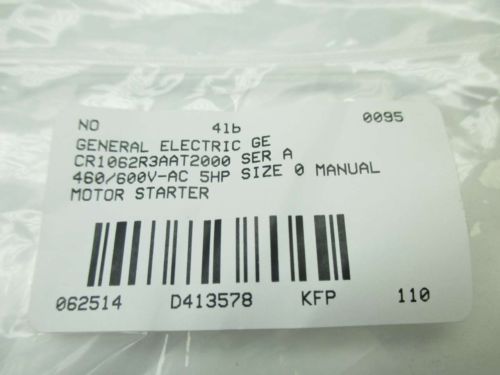 NO 4lb 0095
GENERAL ELECTRIC GE
CR1062R3AAT2000 SER A
460/600V-AC 5HP SIZE 0 MANUAL
MOTOR STARTER
062514 D413578 KFP 110